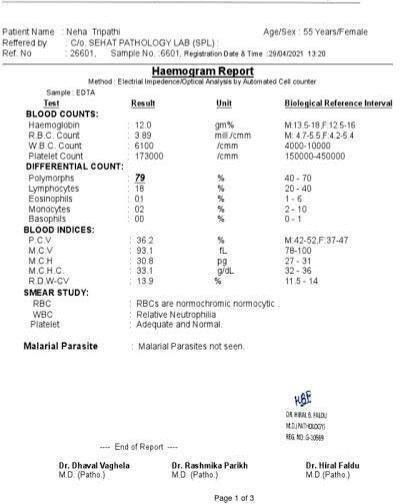 Patient Name : Neha Tripathi Age/Sex : 55 Years/Female
Reffered by : C/o. SEHAT PATHOLOGY LAB (SPL) :
Ref. No : 26601, Sample No. :6601, Registration Date & Time :29/04/2021 13:20
Haemogram Report
Method : Electrial Impedence/Optical Analysis by Automated Cell counter
Sample : EDTA
Test Result Unit Biological Reference Interval
BLOOD COUNTS:
Haemoglobin : 12.0 gm% M:13.5-18,F:12.5-16
R.B.C. Count : 3.89 mill./cmm M: 4.7-5.5,F:4.2-5.4
W.B.C. Count : 6100 /cmm 4000-10000
Platelet Count : 173000 /cmm 150000-450000
DIFFERENTIAL COUNT:
Polymorphs : 79 % 40 - 70
Lymphocytes : 18 % 20 - 40
Eosinophils : 01 % 1 - 6
Monocytes : 02 % 2 - 10
Basophils : 00 % 0 - 1
BLOOD INDICES:
P.C.V : 36.2 % M:42-52,F:37-47
M.C.V : 93.1 fL 78-100
M.C.H : 30.8 pg 27 - 31
M.C.H.C. : 33.1 g/dL 32 - 36
R.D.W-CV : 13.9 % 11.5 - 14
SMEAR STUDY:
RBC : RBCs are normochromic normocytic .
WBC : Relative Neutrophilia
Platelet : Adequate and Normal.
Malarial Parasite : Malarial Parasites not seen.
DR. HIRAL B. FALDU
M.D.(PATHOLOGY)
REG. NO. G-30569
---- End of Report ----
Dr. Dhaval Vaghela Dr. Rashmika Parikh Dr. Hiral Faldu
M.D. (Patho.) M.D. (Patho.) M.D. (Patho.)
Page 1 of 3